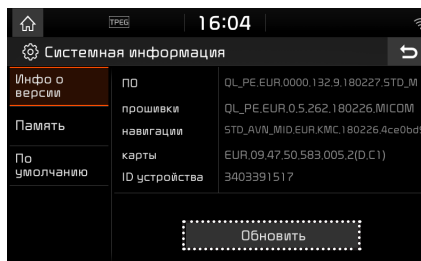 TPEG 16:04
Системная информаци
Инфо о
версии
Память
По
умолчанию
ПО QL_PE,EUR,0000,132,9,180227,STD_M
прошивки QL_PE,EUR,0,5,262,180226,MICOM
навигации STD_AVN_MID,EUR,KMC,180226,4ce0bd9
карты EUR,09,47,50,583,005,2(D,C1)
ID устройства 3403391517
Обновить